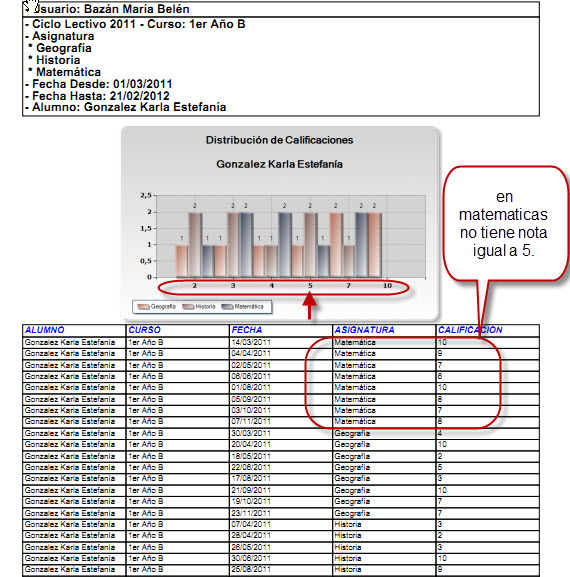 Usuario: Bazán María Belén
- Ciclo Lectivo 2011 - Curso: 1er Año B
- Asignatura
* Geografía
* Historia
* Matemática
- Fecha Desde: 01/03/2011
- Fecha Hasta: 21/02/2012
- Alumno: Gonzalez Karla Estefanía
Distribución de Calificaciones
Gonzalez Karla Estefanía
en
matematicas
no tiene nota
igual a 5.
2,5
2
1,5
1
0,5
0
1 2 1 1 2 2 1 1 2 1 2 1 2 1 2 2
2 3 4 5 7 10
Geografía Historia Matemática
ALUMNO CURSO FECHA ASIGNATURA CALIFICACION
Gonzalez Karla Estefanía 1er Año B 14/03/2011 Matemática 10
Gonzalez Karla Estefanía 1er Año B 04/04/2011 Matemática 9
Gonzalez Karla Estefanía 1er Año B 02/05/2011 Matemática 7
Gonzalez Karla Estefanía 1er Año B 06/06/2011 Matemática
Gonzalez Karla Estefanía 1er Año B 01/08/2011 Matemática 10
Gonzalez Karla Estefanía 1er Año B 05/09/2011 Matemática
Gonzalez Karla Estefanía 1er Año B 03/10/2011 Matemática 7
Gonzalez Karla Estefanía 1er Año B 07/11/2011 Matemática
Gonzalez Karla Estefanía 1er Año B 30/03/2011 Geografía 4
Gonzalez Karla Estefanía 1er Año B 20/04/2011 Geografía 10
Gonzalez Karla Estefanía 1er Año B 18/05/2011 Geografía 2
Gonzalez Karla Estefanía 1er Año B 22/06/2011 Geografía 5
Gonzalez Karla Estefanía 1er Año B 17/08/2011 Geografía 3
Gonzalez Karla Estefanía 1er Año B 21/09/2011 Geografía 10
Gonzalez Karla Estefanía 1er Año B 19/10/2011 Geografía 7
Gonzalez Karla Estefanía 1er Año B 23/11/2011 Geografía 7
Gonzalez Karla Estefanía 1er Año B 07/04/2011 Historia 3
Gonzalez Karla Estefanía 1er Año B 28/04/2011 Historia 2
Gonzalez Karla Estefanía 1er Año B 26/05/2011 Historia 3
Gonzalez Karla Estefanía 1er Año B 30/06/2011 Historia 10
Gonzalez Karla Estefanía 1er Año B 25/08/2011 Historia 9